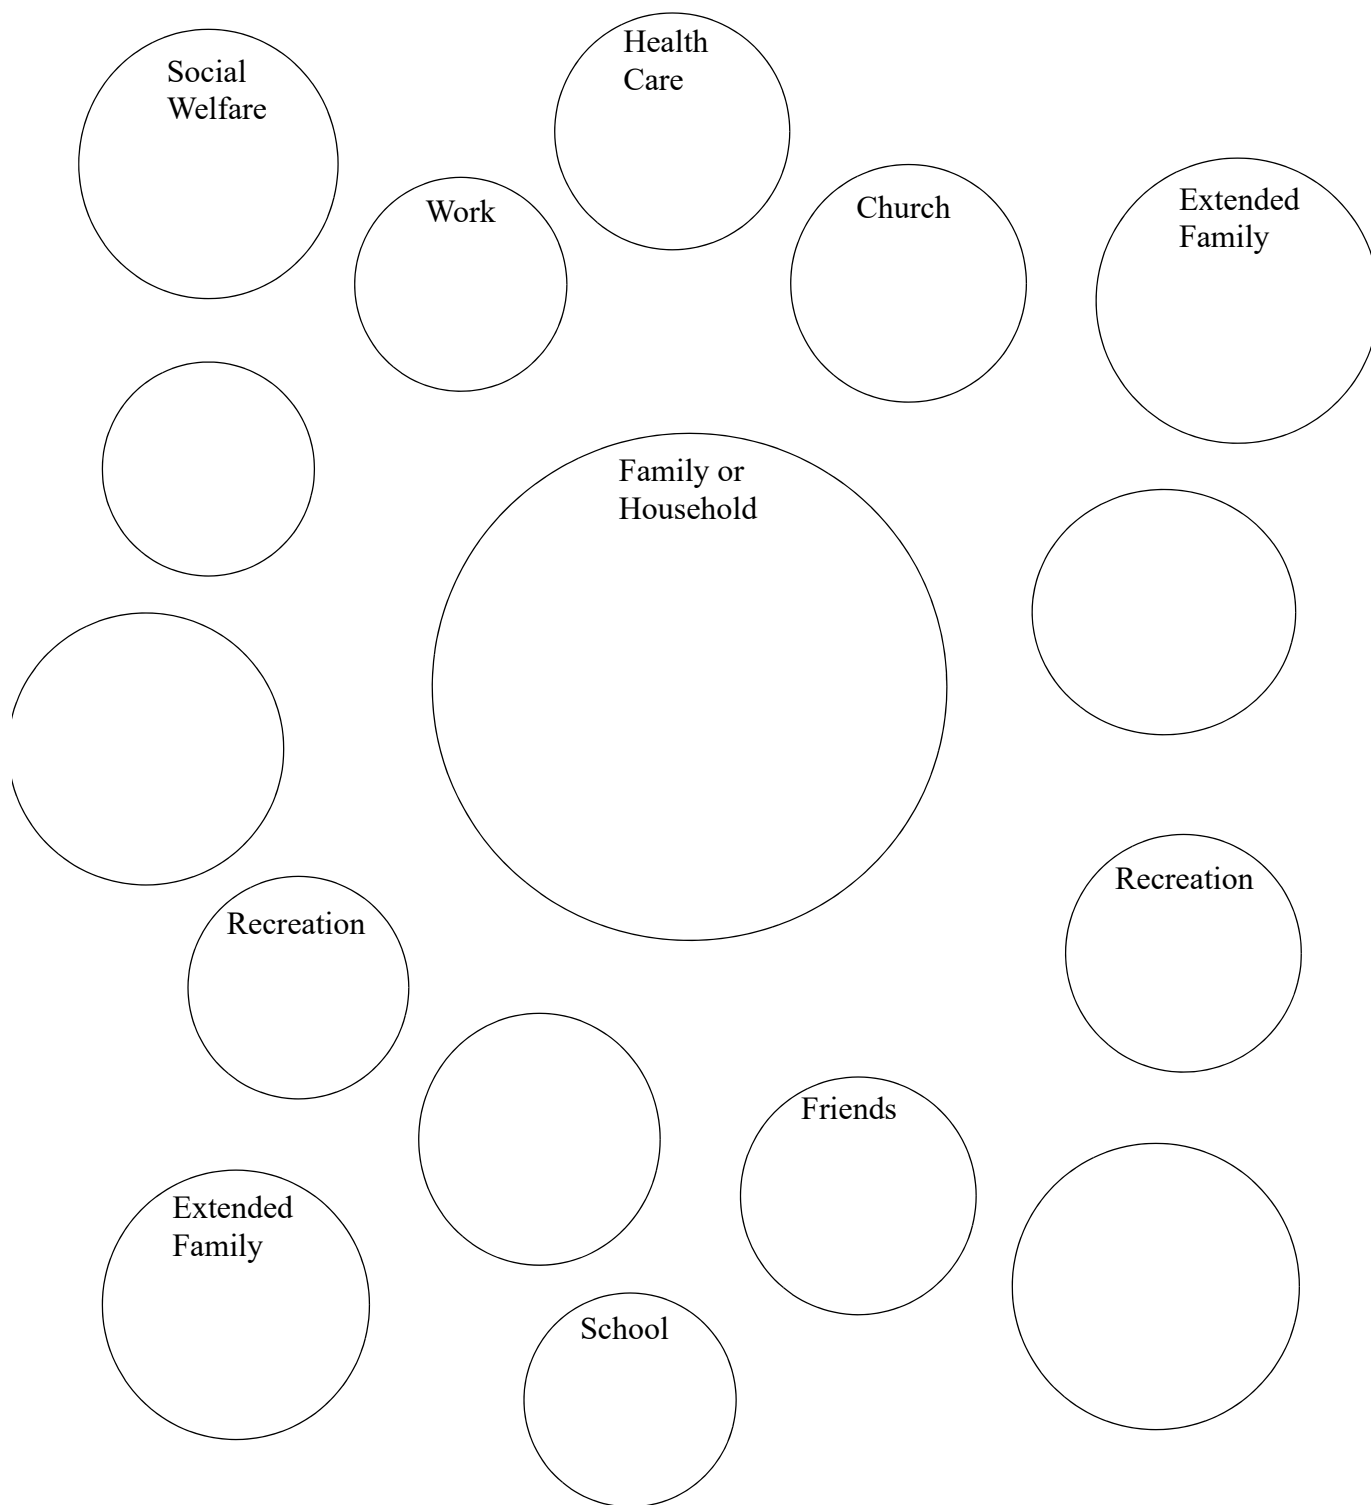 Health
Care
Social
Welfare
Work
Church
Extended
Family
Family or
Household
Recreation
Recreation
Friends
Extended
Family
School